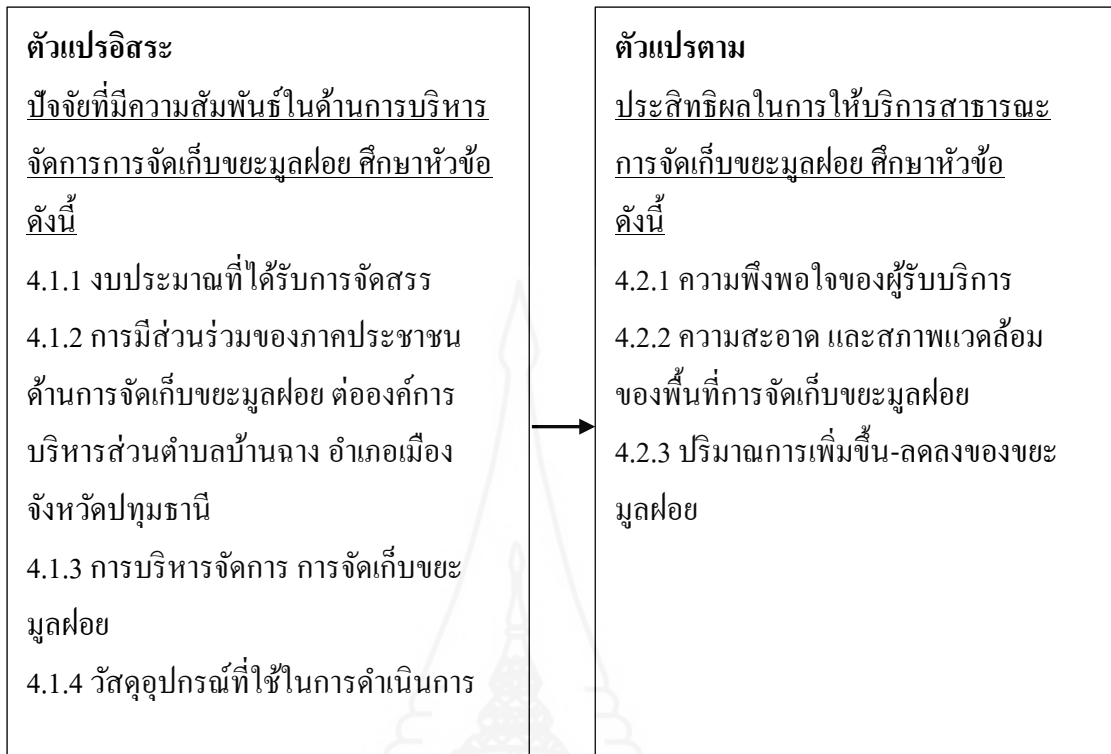 ตัวแปรอิสระ
ปัจจัยที่มีความสัมพันธ์ในด้านการบริหาร
จัดการการจัดเก็บขยะมูลฝอย ศึกษาหัวข้อ
ดังนี้
4.1.1 งบประมาณที่ได้รับการจัดสรร
4.1.2 การมีส่วนร่วมของภาคประชาชน
ด้านการจัดเก็บขยะมูลฝอย ต่อองค์การ
บริหารส่วนตำบลบ้านฉาง อำเภอเมือง
จังหวัดปทุมธานี
4.1.3 การบริหารจัดการ การจัดเก็บขยะ
มูลฝอย
4.1.4 วัสดุอุปกรณ์ที่ใช้ในการดำเนินการ
ตัวแปรตาม
ประสิทธิผลในการให้บริการสาธารณะ
การจัดเก็บขยะมูลฝอย ศึกษาหัวข้อ
ดังนี้
4.2.1 ความพึงพอใจของผู้รับบริการ
4.2.2 ความสะอาด และสภาพแวดล้อม
ของพื้นที่การจัดเก็บขยะมูลฝอย
4.2.3 ปริมาณการเพิ่มขึ้น-ลดลงของขยะ
มูลฝอย